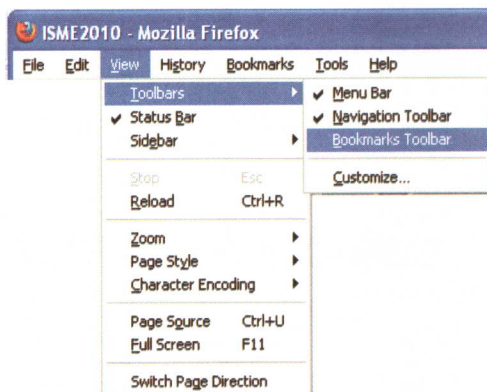 ISME2010 - Mozilla Firefox
File Edit View History Bookmarks Tools Help
Toolbars
Status Bar
Sidebar
Stop Esc
Reload Ctrl+R
Zoom
Page Style
Character Encoding
Page Source Ctrl+U
Full Screen F11
Switch Page Direction
Menu Bar
Navigation Toolbar
Bookmarks Toolbar
Customize...